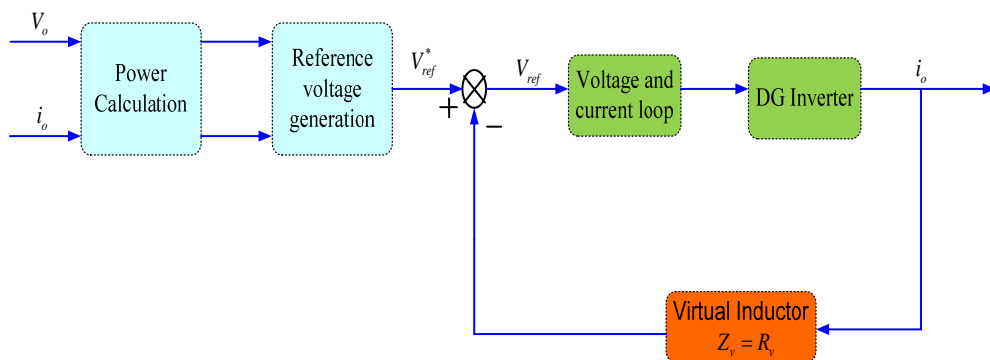 V_o
i_o
Power
Calculation
Reference
voltage
generation
V_ref^*
+
−
V_ref
Voltage and
current loop
DG Inverter
i_o
Virtual Inductor
Z_v = R_v